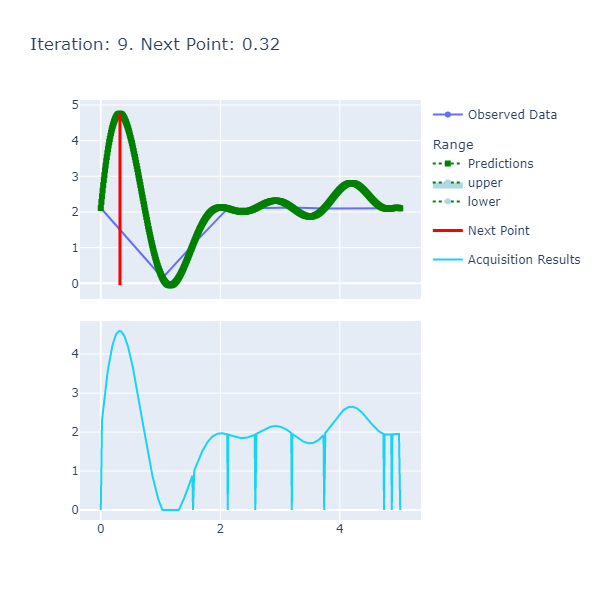 Iteration: 9. Next Point: 0.32
5
4
3
2
1
0
Observed Data
Range
Predictions
upper
lower
Next Point
Acquisition Results
4
3
2
1
0
0 2 4